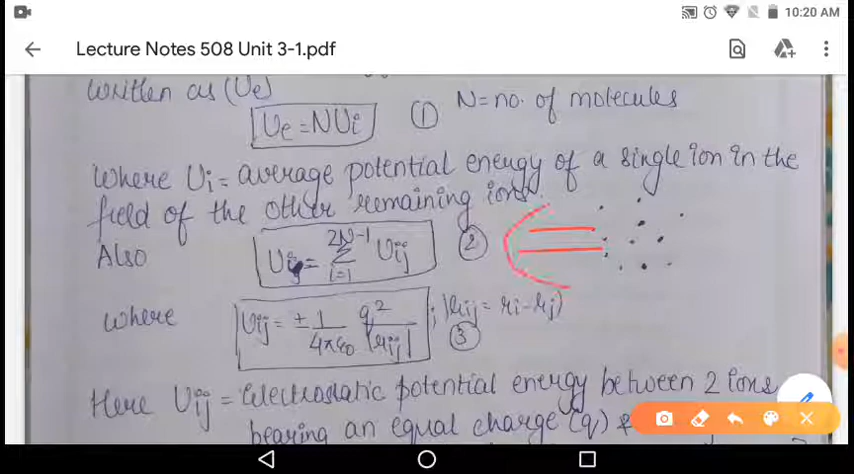 10:20 AM
Lecture Notes 508 Unit 3-1.pdf
written as (Ue)
Ue = NUi (1) N = no. of molecules
Where Ui = average potential energy of a single ion in the
field of the other remaining ions.
Also Ui = 2N-1 Σ i=1 Uij (2)
where Uij = ± 1/4πε0 q²/|rij| ; |rij = ri - rj| (3)
Here Uij = electrostatic potential energy between 2 ions
bearing an equal charge (q) &